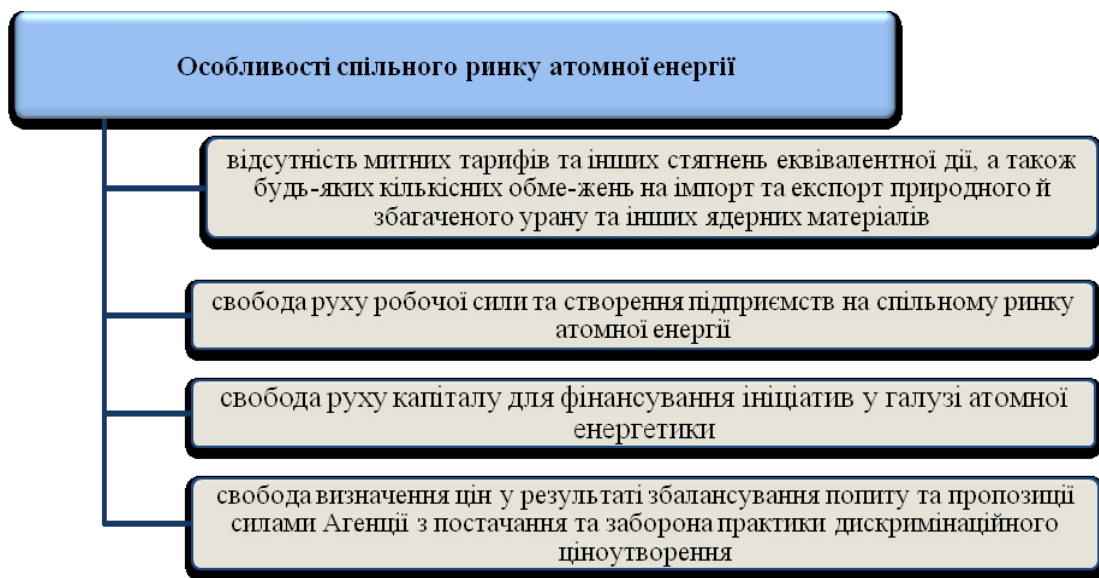 Особливості спільного ринку атомної енергії
відсутність митних тарифів та інших стягнень еквівалентної дії, а також
будь-яких кількісних обме-жень на імпорт та експорт природного й
збагаченого урану та інших ядерних матеріалів
свобода руху робочої сили та створення підприємств на спільному ринку
атомної енергії
свобода руху капіталу для фінансування ініціатив у галузі атомної
енергетики
свобода визначення цін у результаті збалансування попиту та пропозиції
силами Агенції з постачання та заборона практики дискримінаційного
ціноутворення